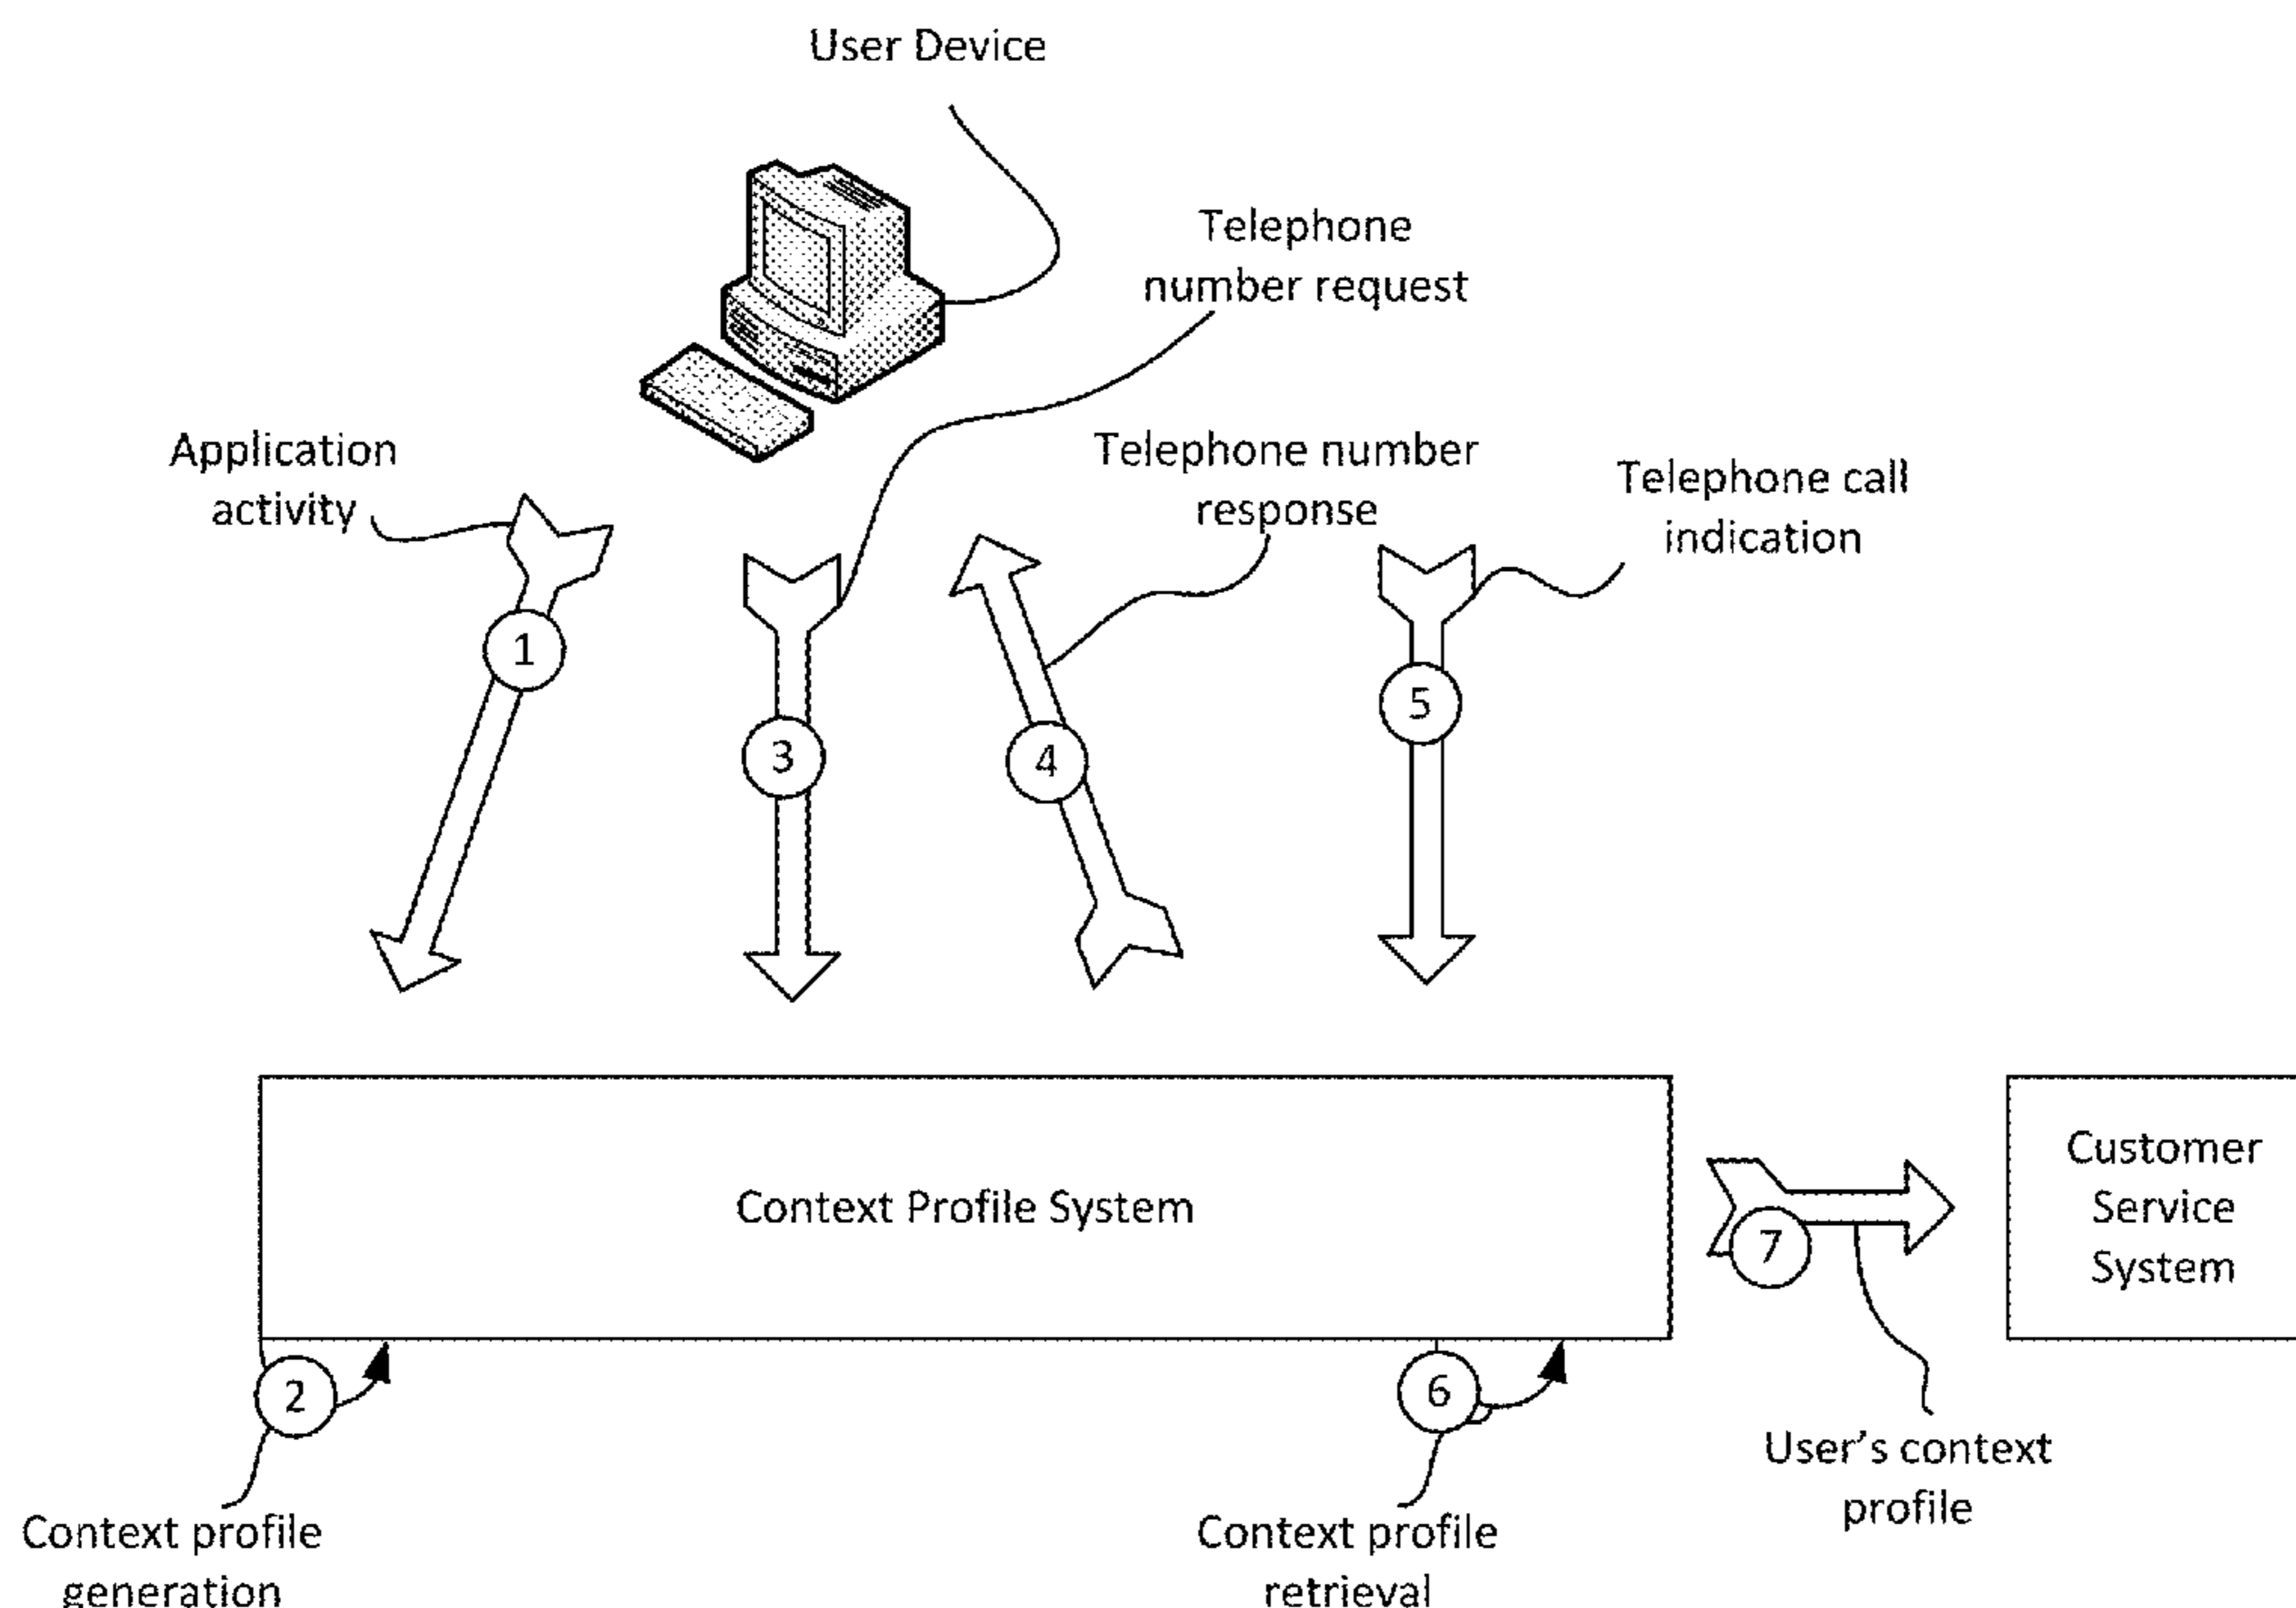 User Device
Telephone
number request
Application
activity
Telephone number
response
Telephone call
indication
1
3
4
5
Context Profile System
7
Customer
Service
System
2
6
User's context
profile
Context profile
generation
Context profile
retrieval